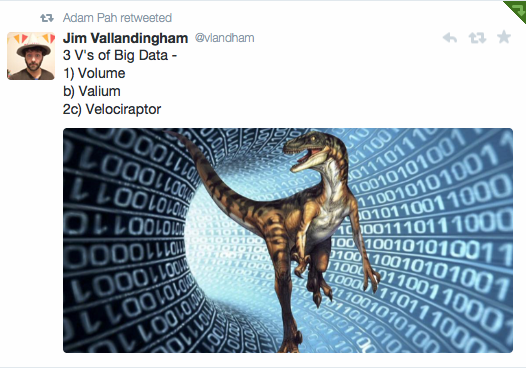 Adam Pah retweeted
Jim Vallandingham @vlandham
3 V's of Big Data -
1) Volume
b) Valium
2c) Velociraptor